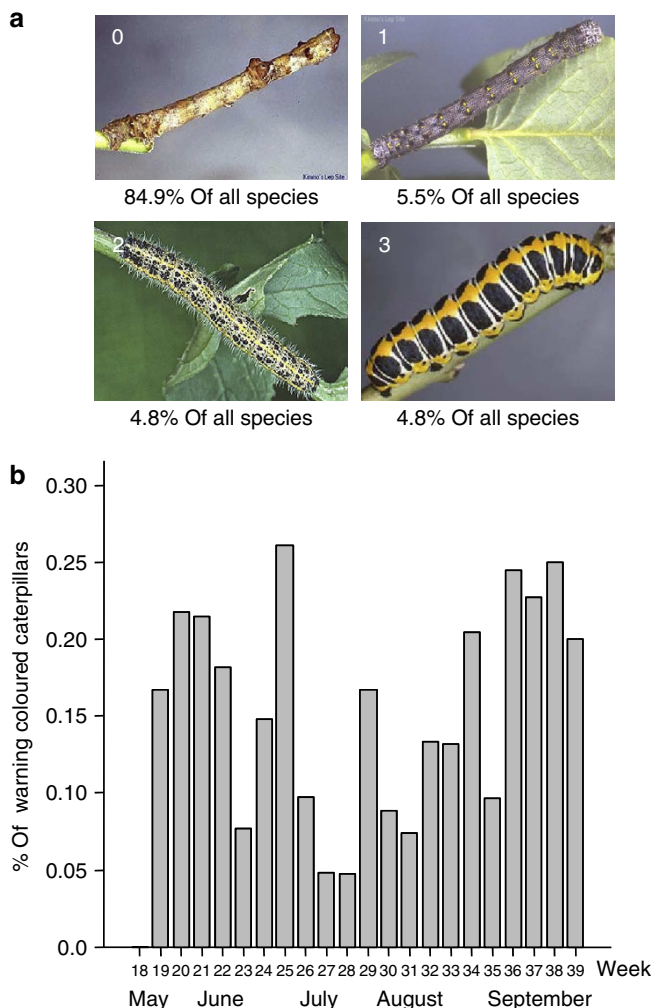 a
0
1
Kimmo's Lep Site
84.9% Of all species
5.5% Of all species
2
3
4.8% Of all species
4.8% Of all species
b
% Of warning coloured caterpillars
0.30
0.25
0.20
0.15
0.10
0.05
0.0
18 19 20 21 22 23 24 25 26 27 28 29 30 31 32 33 34 35 36 37 38 39 Week
May June July August September